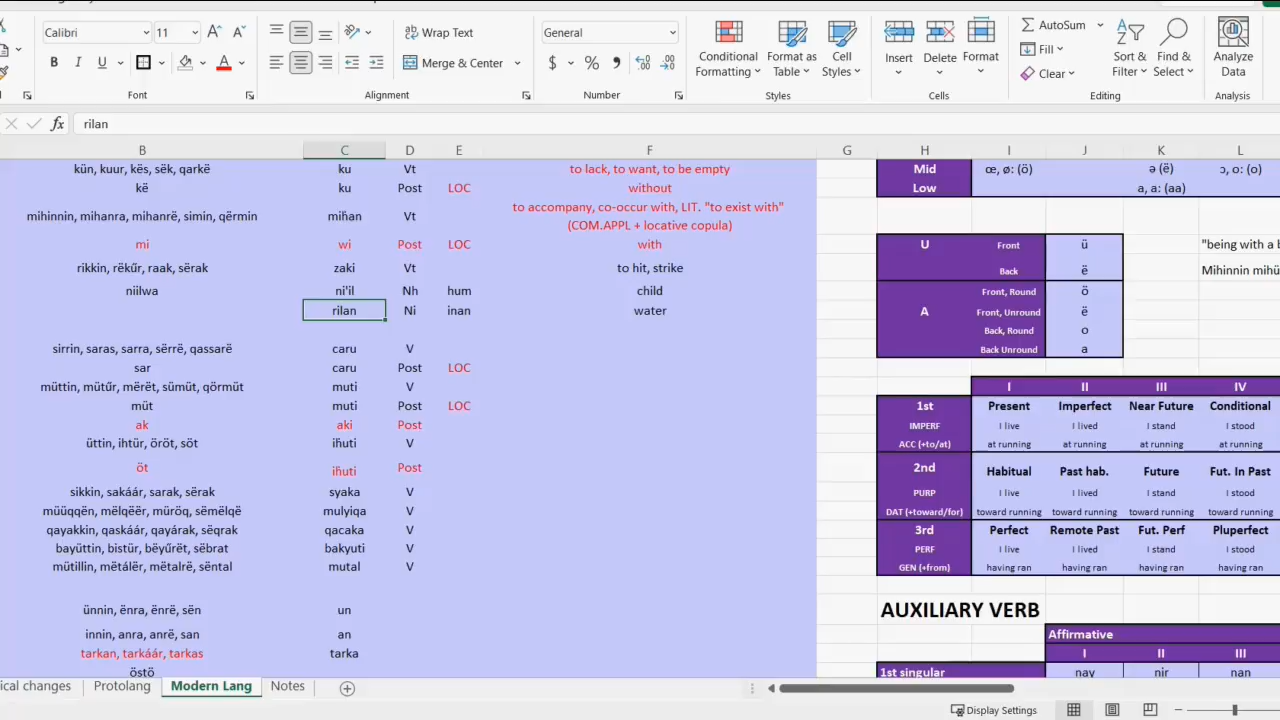 Calibri 11 Wrap Text General AutoSum
Fill
B I U Merge & Center $ % Conditional Formatting Format as Table Cell Styles Insert Delete Format Clear Sort & Filter Find & Select Analyze Data
Font Alignment Number Styles Cells Editing Analysis
fx rilan
B C D E F G H I J K L
kün, kuur, kës, sëk, qarkë ku Vt to lack, to want, to be empty Mid œ, ø: (ö) ə (ë) ɔ, o: (o)
kë ku Post LOC without Low a, a: (aa)
mihinnin, mihanra, mihanrë, simin, qërmin miħan Vt to accompany, co-occur with, LIT. "to exist with" (COM.APPL + locative copula)
mi wi Post LOC with U Front ü "being with a b
rikkin, rëkűr, raak, sërak zaki Vt to hit, strike Back ë Mihinnin mihü
niilwa ni'il Nh hum child Front, Round ö
rilan Ni inan water A Front, Unround ë
Back, Round o
sirrin, saras, sarra, sërrë, qassarë caru V Back Unround a
sar caru Post LOC
müttin, mütűr, mërët, sümüt, qörmüt muti V I II III IV
müt muti Post LOC 1st Present Imperfect Near Future Conditional
ak aki Post IMPERF I live I lived I stand I stood
üttin, ihtür, öröt, söt iħuti V ACC (+to/at) at running at running at running at running
öt iħuti Post 2nd Habitual Past hab. Future Fut. In Past
sikkin, sakáár, sarak, sërak syaka V PURP I live I lived I stand I stood
müüqqën, mëlqëër, müröq, sëmëlqë mulyiqa V DAT (+toward/for) toward running toward running toward running toward running
qayakkin, qaskáár, qayárak, sëqrak qacaka V 3rd Perfect Remote Past Fut. Perf Pluperfect
bayüttin, bistür, bëyűrët, sëbrat bakyuti V PERF I live I lived I stand I stood
mütillin, mëtálër, mëtalrë, sëntal mutal V GEN (+from) having ran having ran having ran having ran
ünnin, ënra, ënrë, sën un AUXILIARY VERB
innin, anra, anrë, san an Affirmative
tarkan, tarkáár, tarkas tarka I II III
östö 1st singular nay nir nan
ical changes Protolang Modern Lang Notes
Display Settings